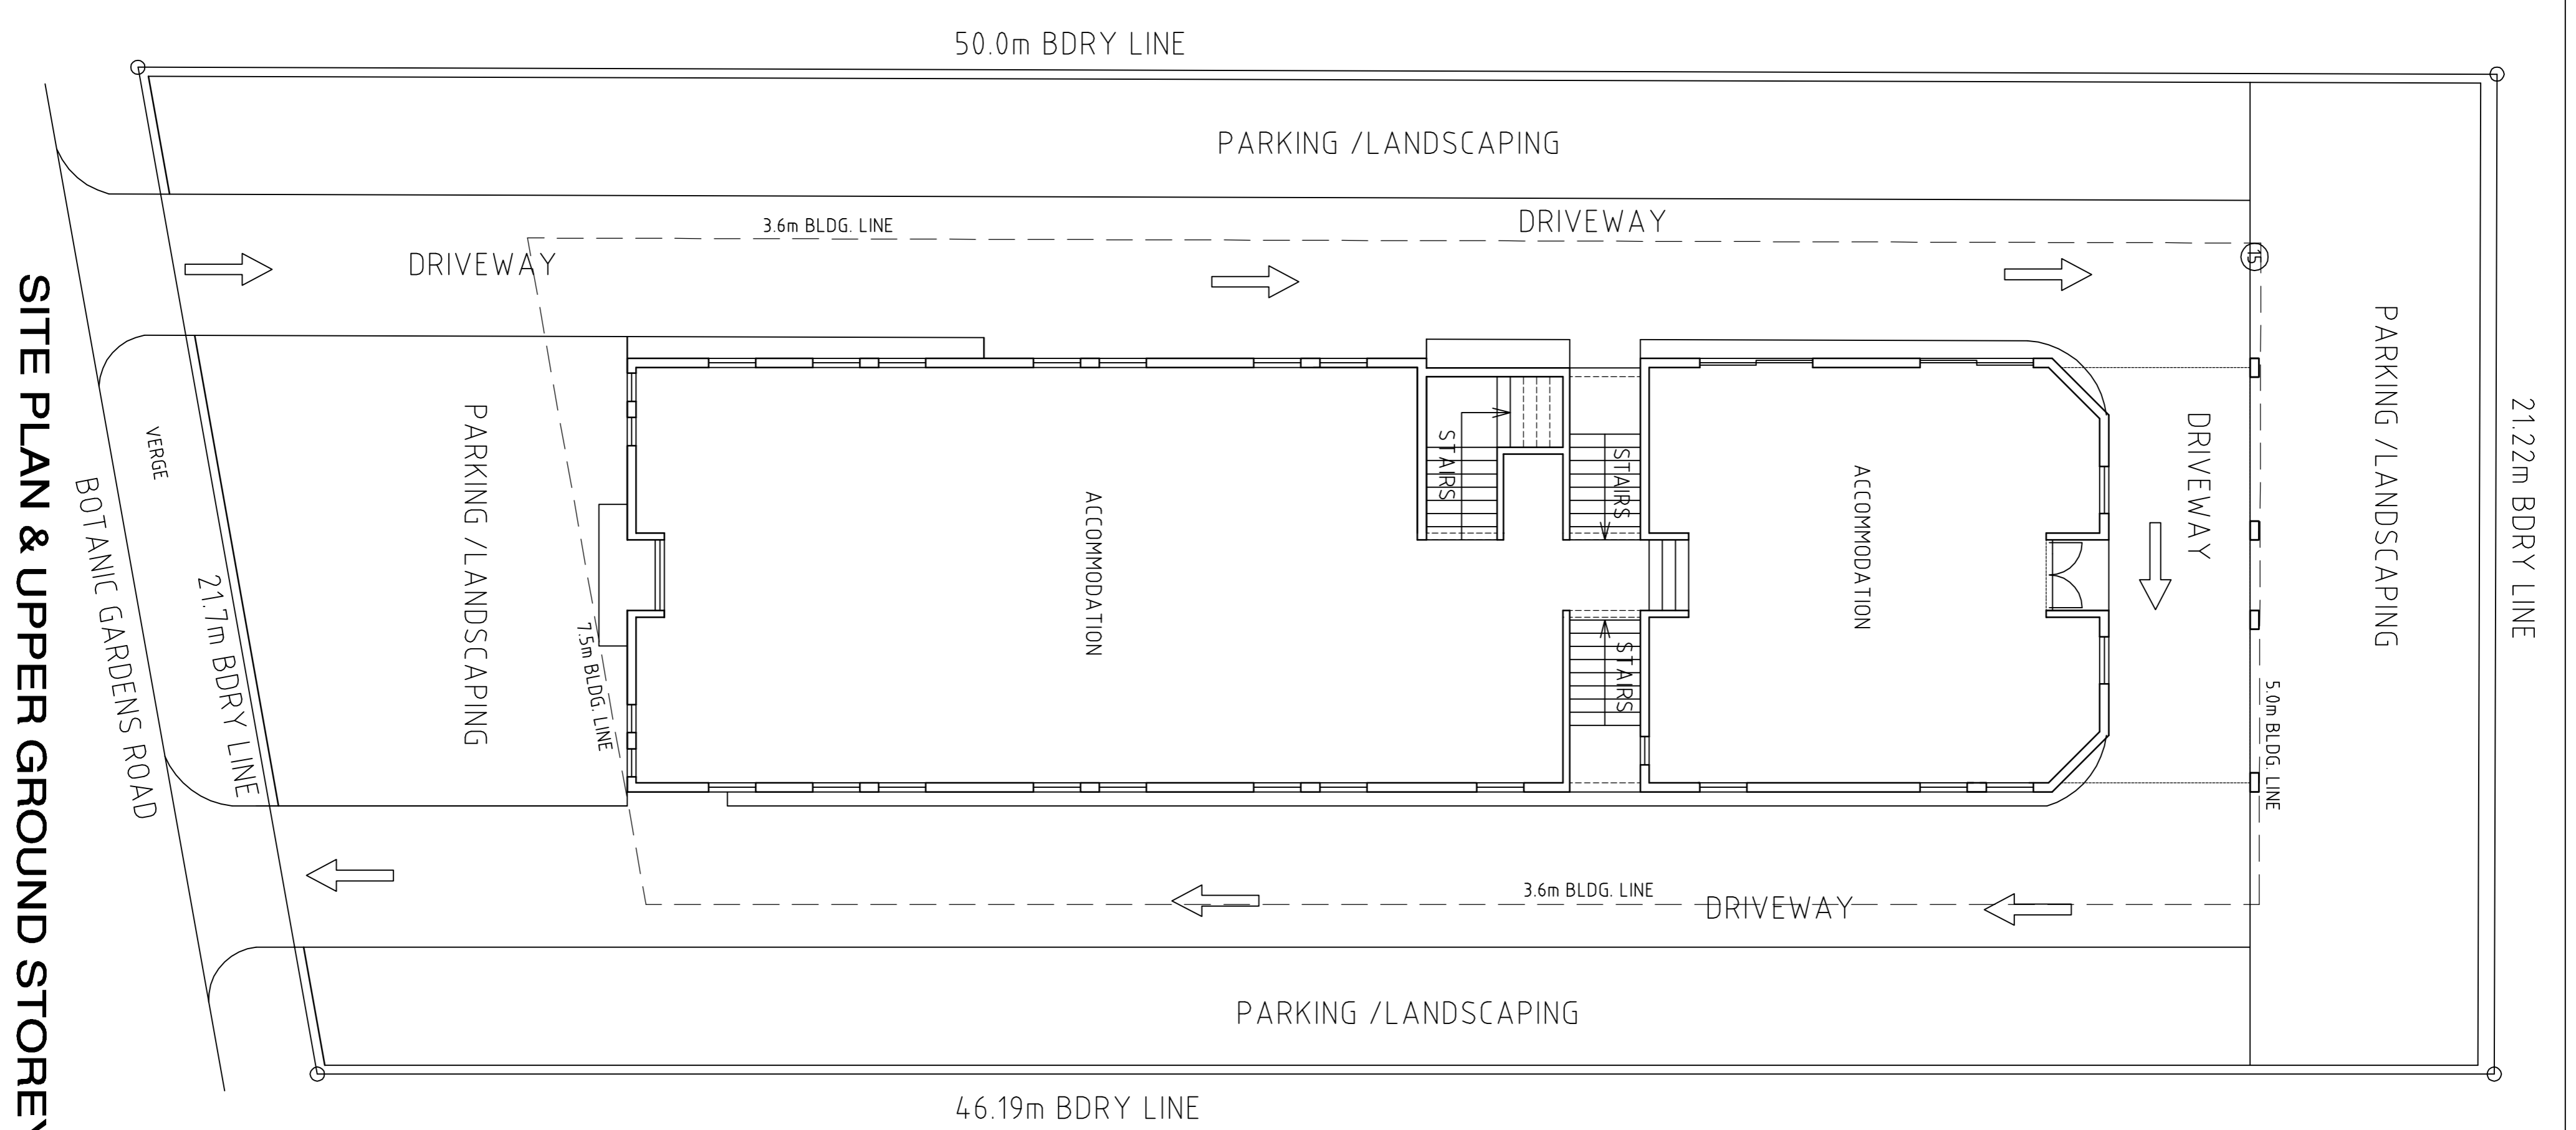 50.0m BDRY LINE
PARKING /LANDSCAPING
3.6m BLDG. LINE
DRIVEWAY
DRIVEWAY
15
SITE PLAN & UPPER GROUND STOREY
BOTANIC GARDENS ROAD
VERGE
21.7m BDRY LINE
PARKING /LANDSCAPING
7.5m BLDG. LINE
ACCOMMODATION
STAIRS
STAIRS
STAIRS
ACCOMMODATION
DRIVEWAY
5.0m BLDG. LINE
PARKING /LANDSCAPING
21.22m BDRY LINE
3.6m BLDG. LINE
DRIVEWAY
PARKING /LANDSCAPING
46.19m BDRY LINE